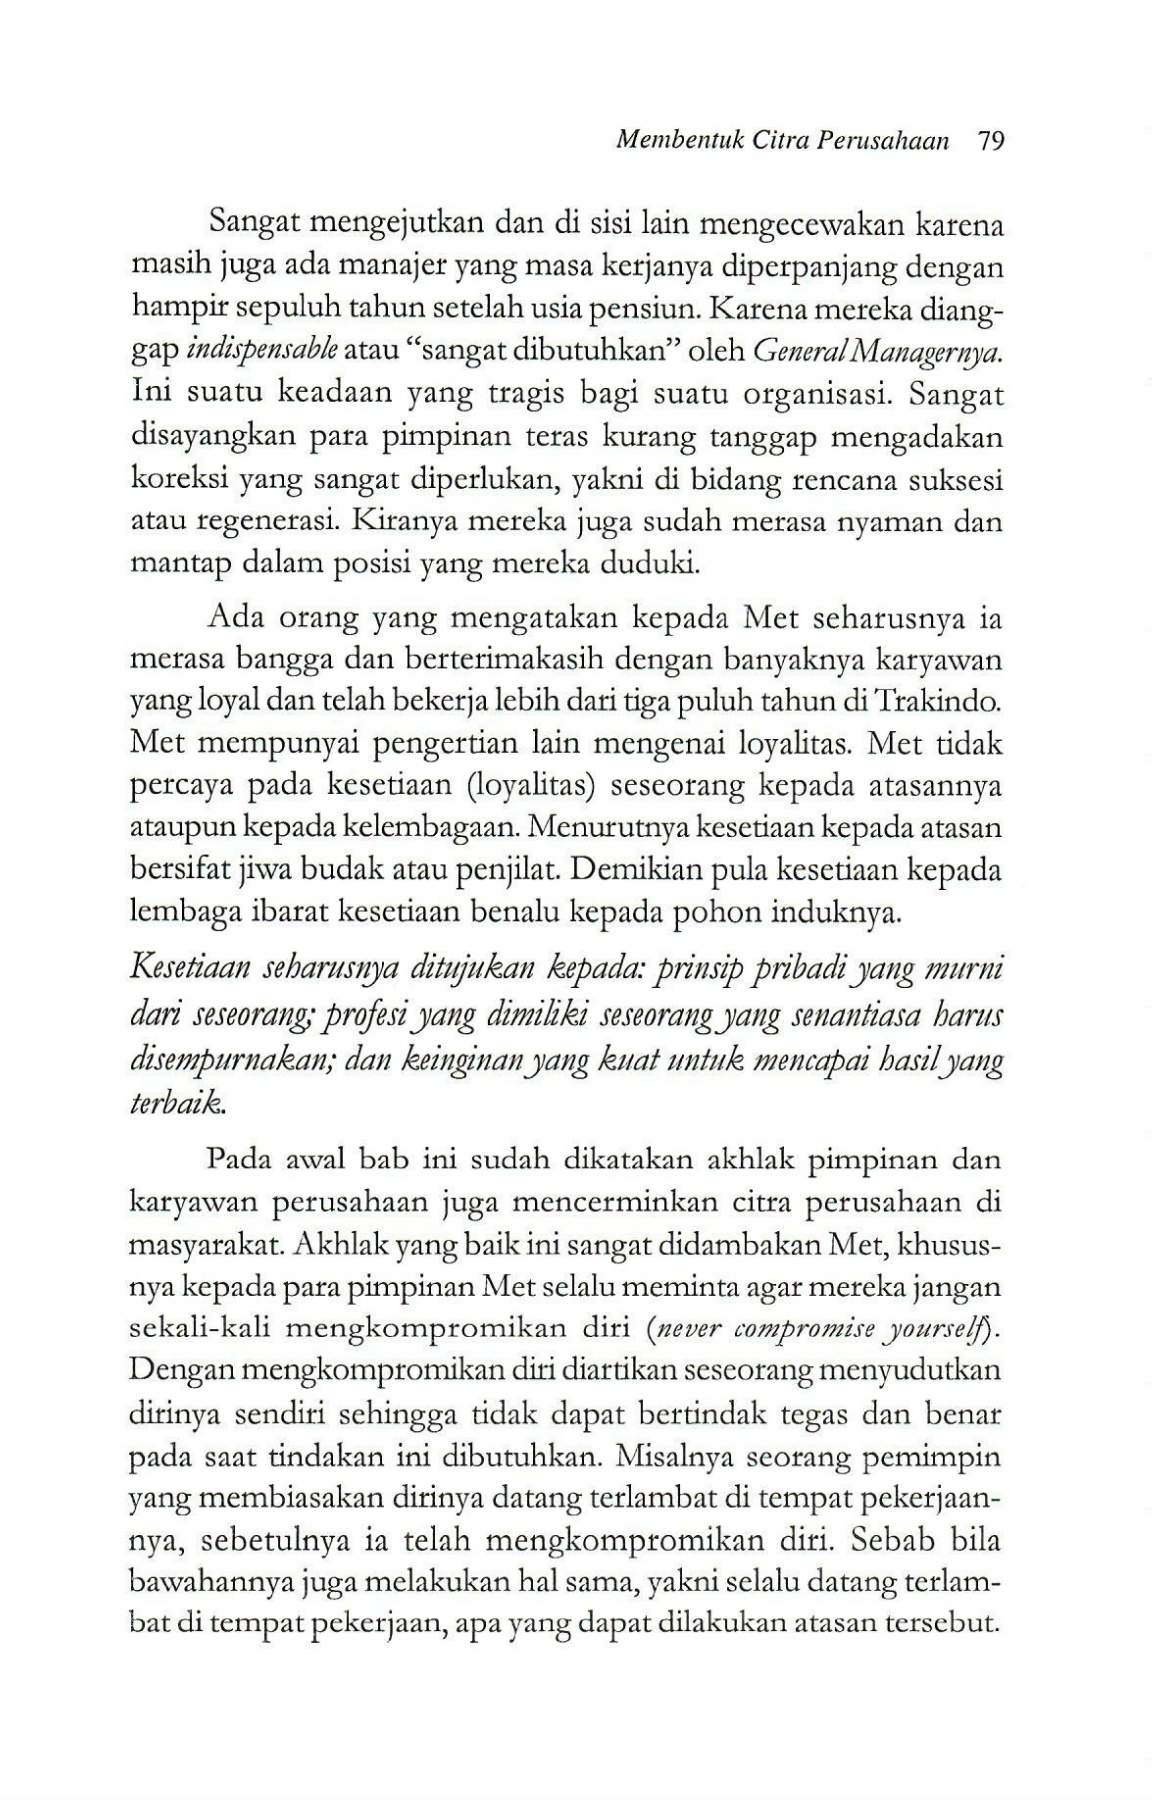 Membentuk Citra Perusahaan 79
Sangat mengejutkan dan di sisi lain mengecewakan karena
masih juga ada manajer yang masa kerjanya diperpanjang dengan
hampir sepuluh tahun setelah usia pensiun. Karena mereka diang-
gap indispensable atau “sangat dibutuhkan” oleh General Managernya.
Ini suatu keadaan yang tragis bagi suatu organisasi. Sangat
disayangkan para pimpinan teras kurang tanggap mengadakan
koreksi yang sangat diperlukan, yakni di bidang rencana suksesi
atau regenerasi. Kiranya mereka juga sudah merasa nyaman dan
mantap dalam posisi yang mereka duduki.
Ada orang yang mengatakan kepada Met seharusnya ia
merasa bangga dan berterimakasih dengan banyaknya karyawan
yang loyal dan telah bekerja lebih dari tiga puluh tahun di Trakindo.
Met mempunyai pengertian lain mengenai loyalitas. Met tidak
percaya pada kesetiaan (loyalitas) seseorang kepada atasannya
ataupun kepada kelembagaan. Menurutnya kesetiaan kepada atasan
bersifat jiwa budak atau penjilat. Demikian pula kesetiaan kepada
lembaga ibarat kesetiaan benalu kepada pohon induknya.
Kesetiaan seharusnya ditujukan kepada: prinsip pribadi yang murni
dari seseorang; profesi yang dimiliki seseorang yang senantiasa harus
disempurnakan; dan keinginan yang kuat untuk mencapai hasil yang
terbaik.
Pada awal bab ini sudah dikatakan akhlak pimpinan dan
karyawan perusahaan juga mencerminkan citra perusahaan di
masyarakat. Akhlak yang baik ini sangat didambakan Met, khusus-
nya kepada para pimpinan Met selalu meminta agar mereka jangan
sekali-kali mengkompromikan diri (never compromise yourself).
Dengan mengkompromikan diri diartikan seseorang menyudutkan
dirinya sendiri sehingga tidak dapat bertindak tegas dan benar
pada saat tindakan ini dibutuhkan. Misalnya seorang pemimpin
yang membiasakan dirinya datang terlambat di tempat pekerjaan-
nya, sebetulnya ia telah mengkompromikan diri. Sebab bila
bawahannya juga melakukan hal sama, yakni selalu datang terlam-
bat di tempat pekerjaan, apa yang dapat dilakukan atasan tersebut.